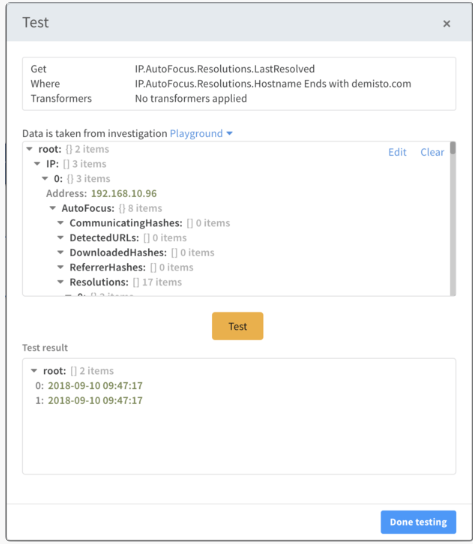 Test ×
Get IP.AutoFocus.Resolutions.LastResolved
Where IP.AutoFocus.Resolutions.Hostname Ends with demisto.com
Transformers No transformers applied
Data is taken from investigation Playground
root: {} 2 items Edit Clear
IP: [] 3 items
0: {} 3 items
Address: 192.168.10.96
AutoFocus: {} 8 items
CommunicatingHashes: [] 0 items
DetectedURLs: [] 0 items
DownloadedHashes: [] 0 items
ReferrerHashes: [] 0 items
Resolutions: [] 17 items
Test
Test result
root: [] 2 items
0: 2018-09-10 09:47:17
1: 2018-09-10 09:47:17
Done testing